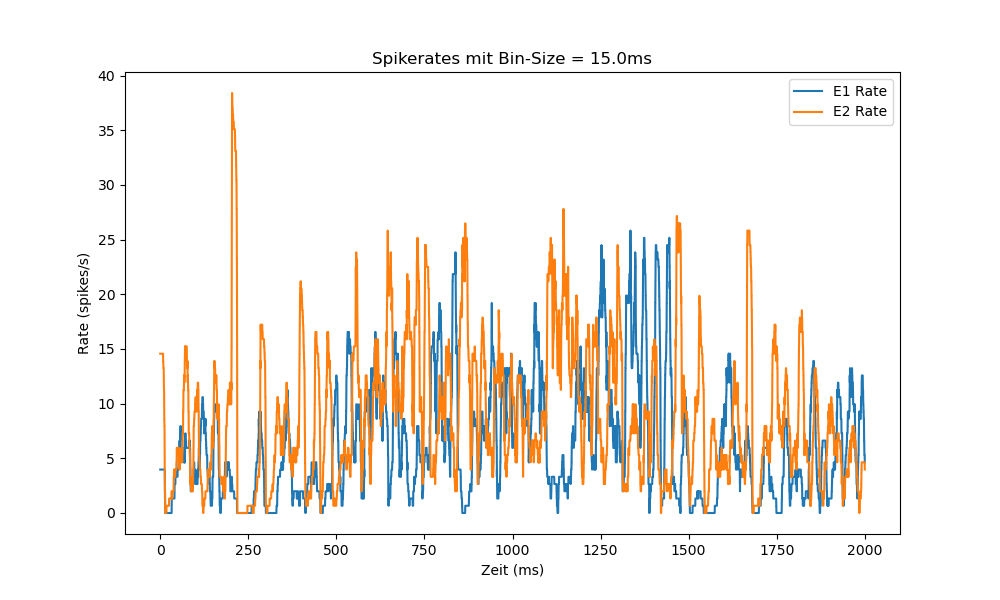 Spikerates mit Bin-Size = 15.0ms
E1 Rate
E2 Rate
40
35
30
25
20
15
10
5
0
Rate (spikes/s)
0 250 500 750 1000 1250 1500 1750 2000
Zeit (ms)